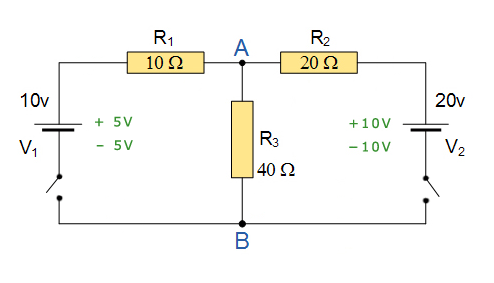 R1
R2
A
10 Ω
20 Ω
10v
20v
+ 5V
+10V
V1
- 5V
R3
-10V
V2
40 Ω
B